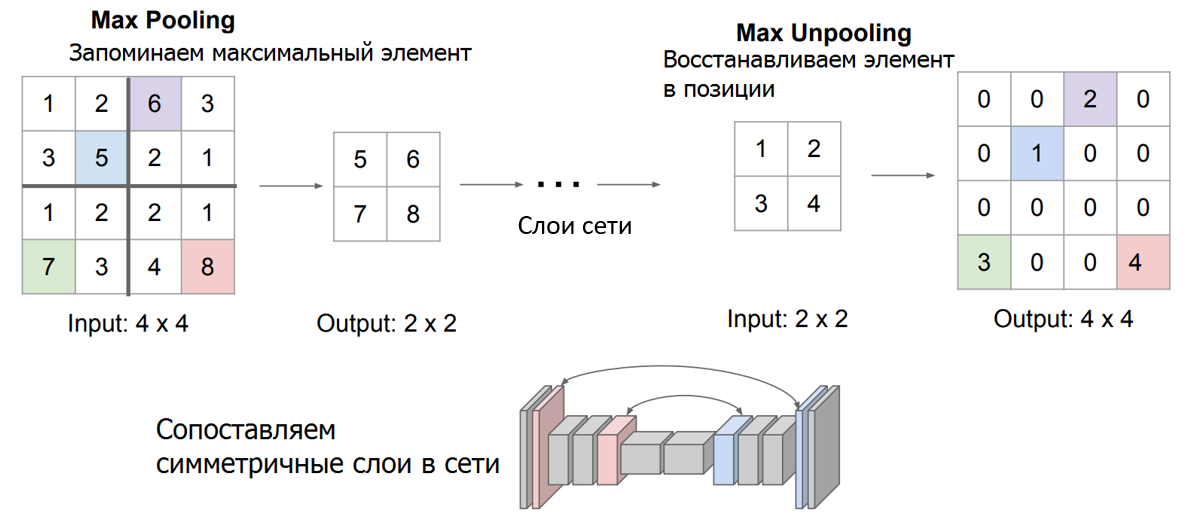 Max Pooling
Запоминаем максимальный элемент
1 2 6 3
3 5 2 1
1 2 2 1
7 3 4 8
Input: 4 x 4
5 6
7 8
Output: 2 x 2
...
Слои сети
Max Unpooling
Восстанавливаем элемент
в позиции
1 2
3 4
Input: 2 x 2
0 0 2 0
0 1 0 0
0 0 0 0
3 0 0 4
Output: 4 x 4
Сопоставляем
симметричные слои в сети